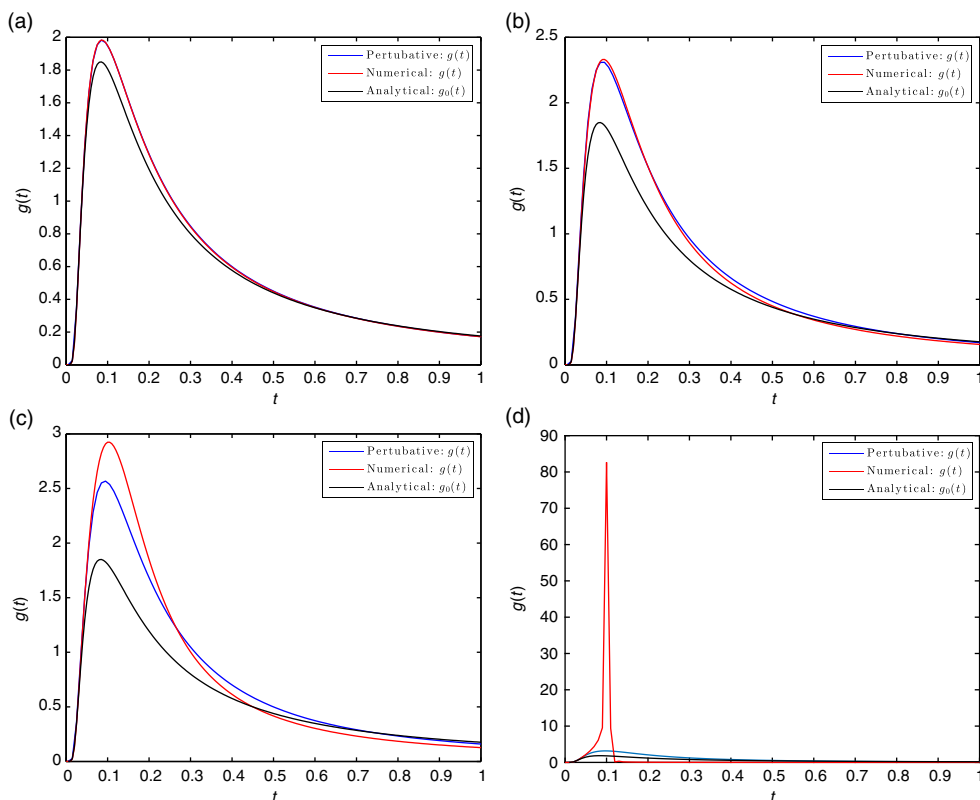 (a)
2
1.8
1.6
1.4
1.2
1
0.8
0.6
0.4
0.2
0
g(t)
Pertubative: g(t)
Numerical: g(t)
Analytical: g₀(t)
0 0.1 0.2 0.3 0.4 0.5 0.6 0.7 0.8 0.9 1
t
(b)
2.5
2
1.5
1
0.5
0
g(t)
Pertubative: g(t)
Numerical: g(t)
Analytical: g₀(t)
0 0.1 0.2 0.3 0.4 0.5 0.6 0.7 0.8 0.9 1
t
(c)
3
2.5
2
1.5
1
0.5
0
g(t)
Pertubative: g(t)
Numerical: g(t)
Analytical: g₀(t)
0 0.1 0.2 0.3 0.4 0.5 0.6 0.7 0.8 0.9 1
t
(d)
90
80
70
60
50
40
30
20
10
0
g(t)
Pertubative: g(t)
Numerical: g(t)
Analytical: g₀(t)
0 0.1 0.2 0.3 0.4 0.5 0.6 0.7 0.8 0.9 1
t